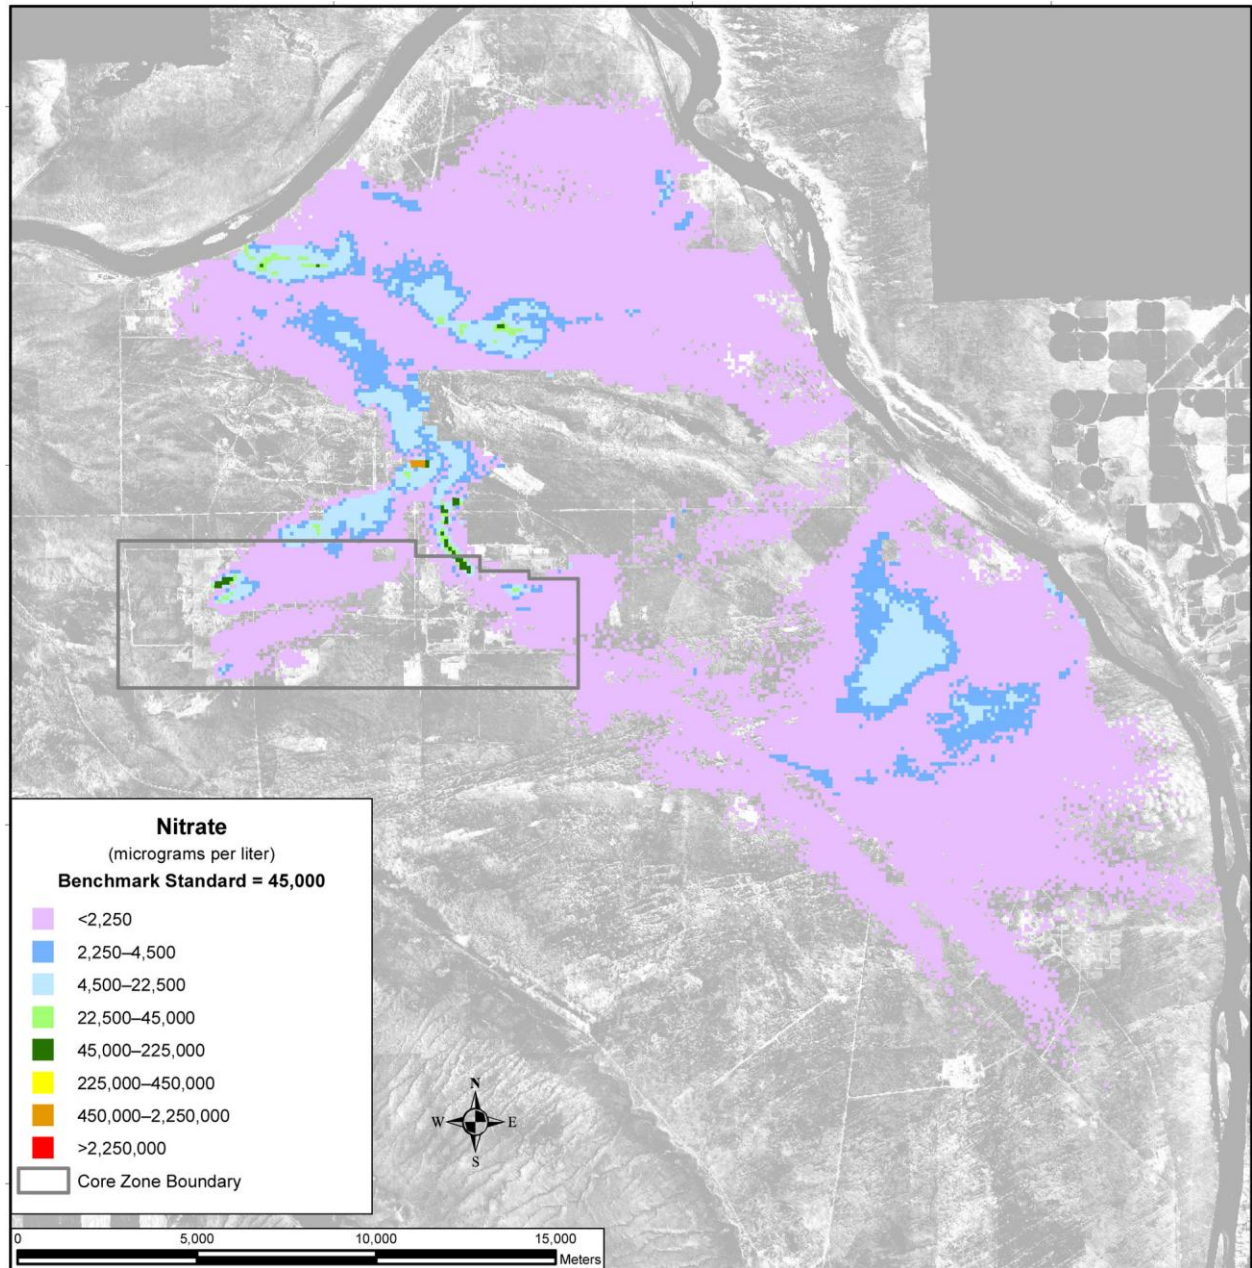 Nitrate
(micrograms per liter)
Benchmark Standard = 45,000
<2,250
2,250–4,500
4,500–22,500
22,500–45,000
45,000–225,000
225,000–450,000
450,000–2,250,000
>2,250,000
Core Zone Boundary
N
W E
S
0 5,000 10,000 15,000
Meters